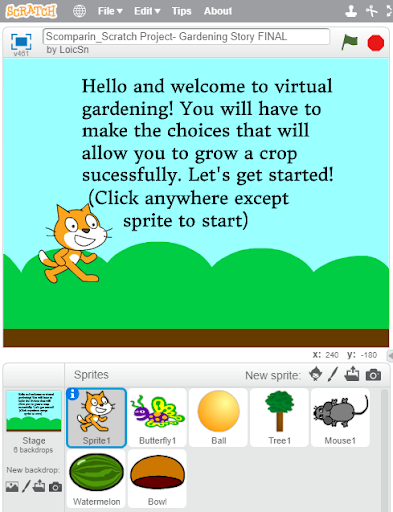 SCRATCH File Edit Tips About
Scomparin_Scratch Project- Gardening Story FINAL
v461
by LoicSn
Hello and welcome to virtual
gardening! You will have to
make the choices that will
allow you to grow a crop
sucessfully. Let's get started!
(Click anywhere except
sprite to start)
x: 240 y: -180
Sprites New sprite:
Sprite1 Butterfly1 Ball Tree1 Mouse1
Stage
6 backdrops
New backdrop:
Watermelon Bowl